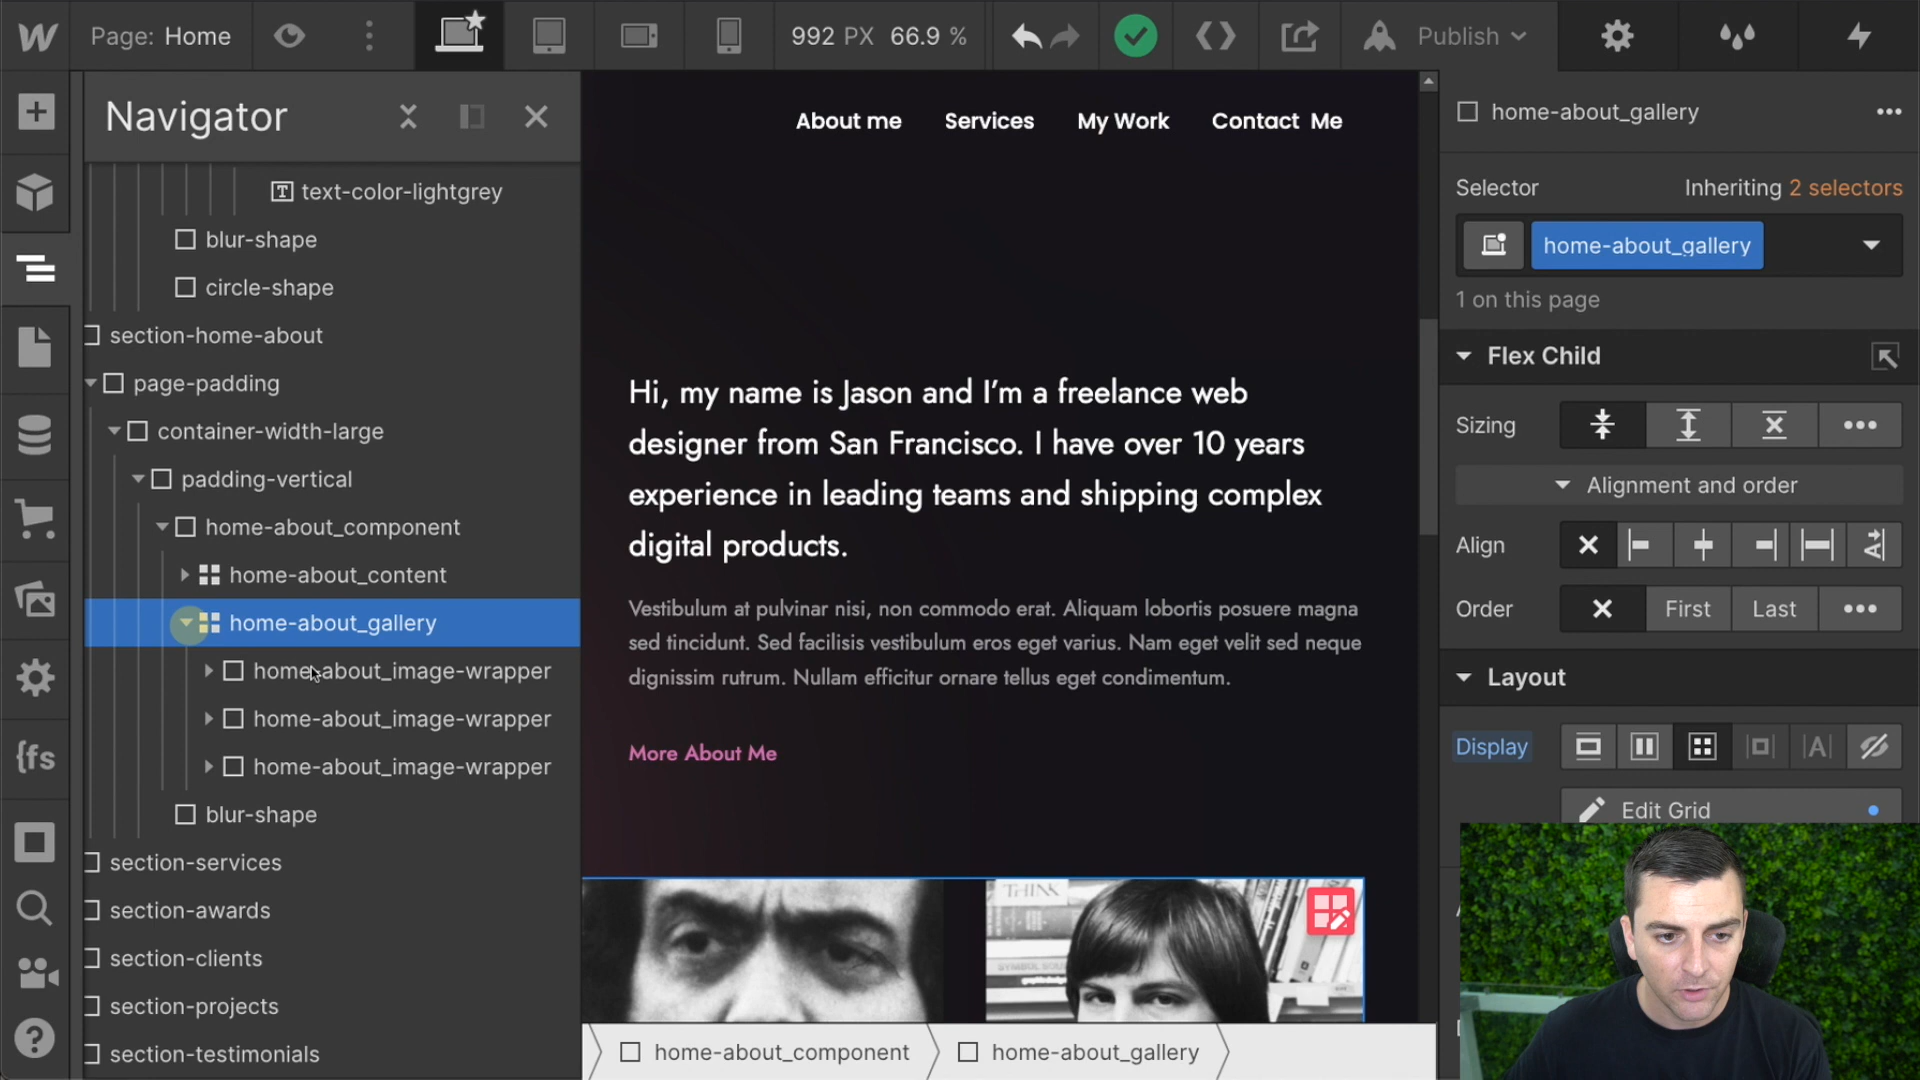 Page: Home
992 PX 66.9 %
Publish
Navigator
text-color-lightgrey
blur-shape
circle-shape
section-home-about
page-padding
container-width-large
padding-vertical
home-about_component
home-about_content
home-about_gallery
home-about_image-wrapper
home-about_image-wrapper
home-about_image-wrapper
blur-shape
section-services
section-awards
section-clients
section-projects
section-testimonials
{fs
About me Services My Work Contact Me
Hi, my name is Jason and I'm a freelance web
designer from San Francisco. I have over 10 years
experience in leading teams and shipping complex
digital products.
Vestibulum at pulvinar nisi, non commodo erat. Aliquam lobortis posuere magna
sed tincidunt. Sed facilisis vestibulum eros eget varius. Nam eget velit sed neque
dignissim rutrum. Nullam efficitur ornare tellus eget condimentum.
More About Me
THINK
home-about_component home-about_gallery
home-about_gallery
Selector Inheriting 2 selectors
home-about_gallery
1 on this page
Flex Child
Sizing
Alignment and order
Align
Order First Last
Layout
Display
Edit Grid